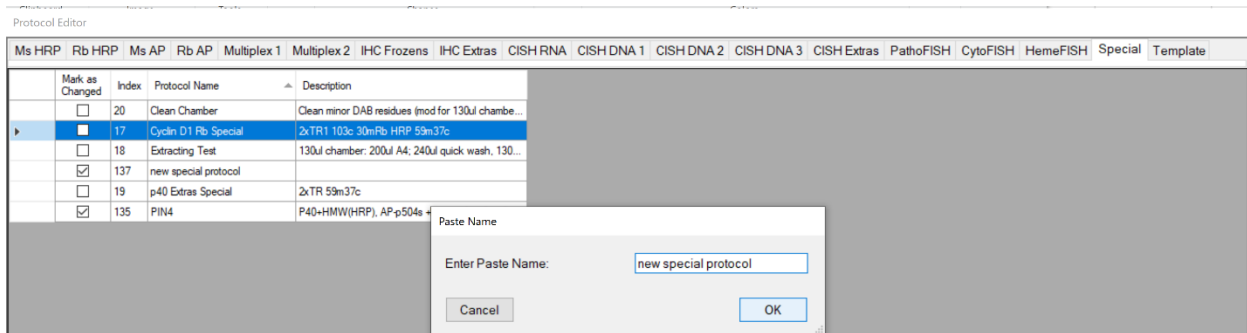 Protocol Editor
Ms HRP Rb HRP Ms AP Rb AP Multiplex 1 Multiplex 2 IHC Frozens IHC Extras CISH RNA CISH DNA 1 CISH DNA 2 CISH DNA 3 CISH Extras PathoFISH CytoFISH HemeFISH Special Template
Mark as Changed Index Protocol Name Description
20 Clean Chamber Clean minor DAB residues (mod for 130ul chambe...
17 Cyclin D1 Rb Special 2xTR1 103c 30mRb HRP 59m37c
18 Extracting Test 130ul chamber: 200ul A4; 240ul quick wash, 130...
137 new special protocol
19 p40 Extras Special 2xTR 59m37c
135 PIN4 P40+HMW(HRP), AP-p504s +
Paste Name
Enter Paste Name: new special protocol
Cancel OK